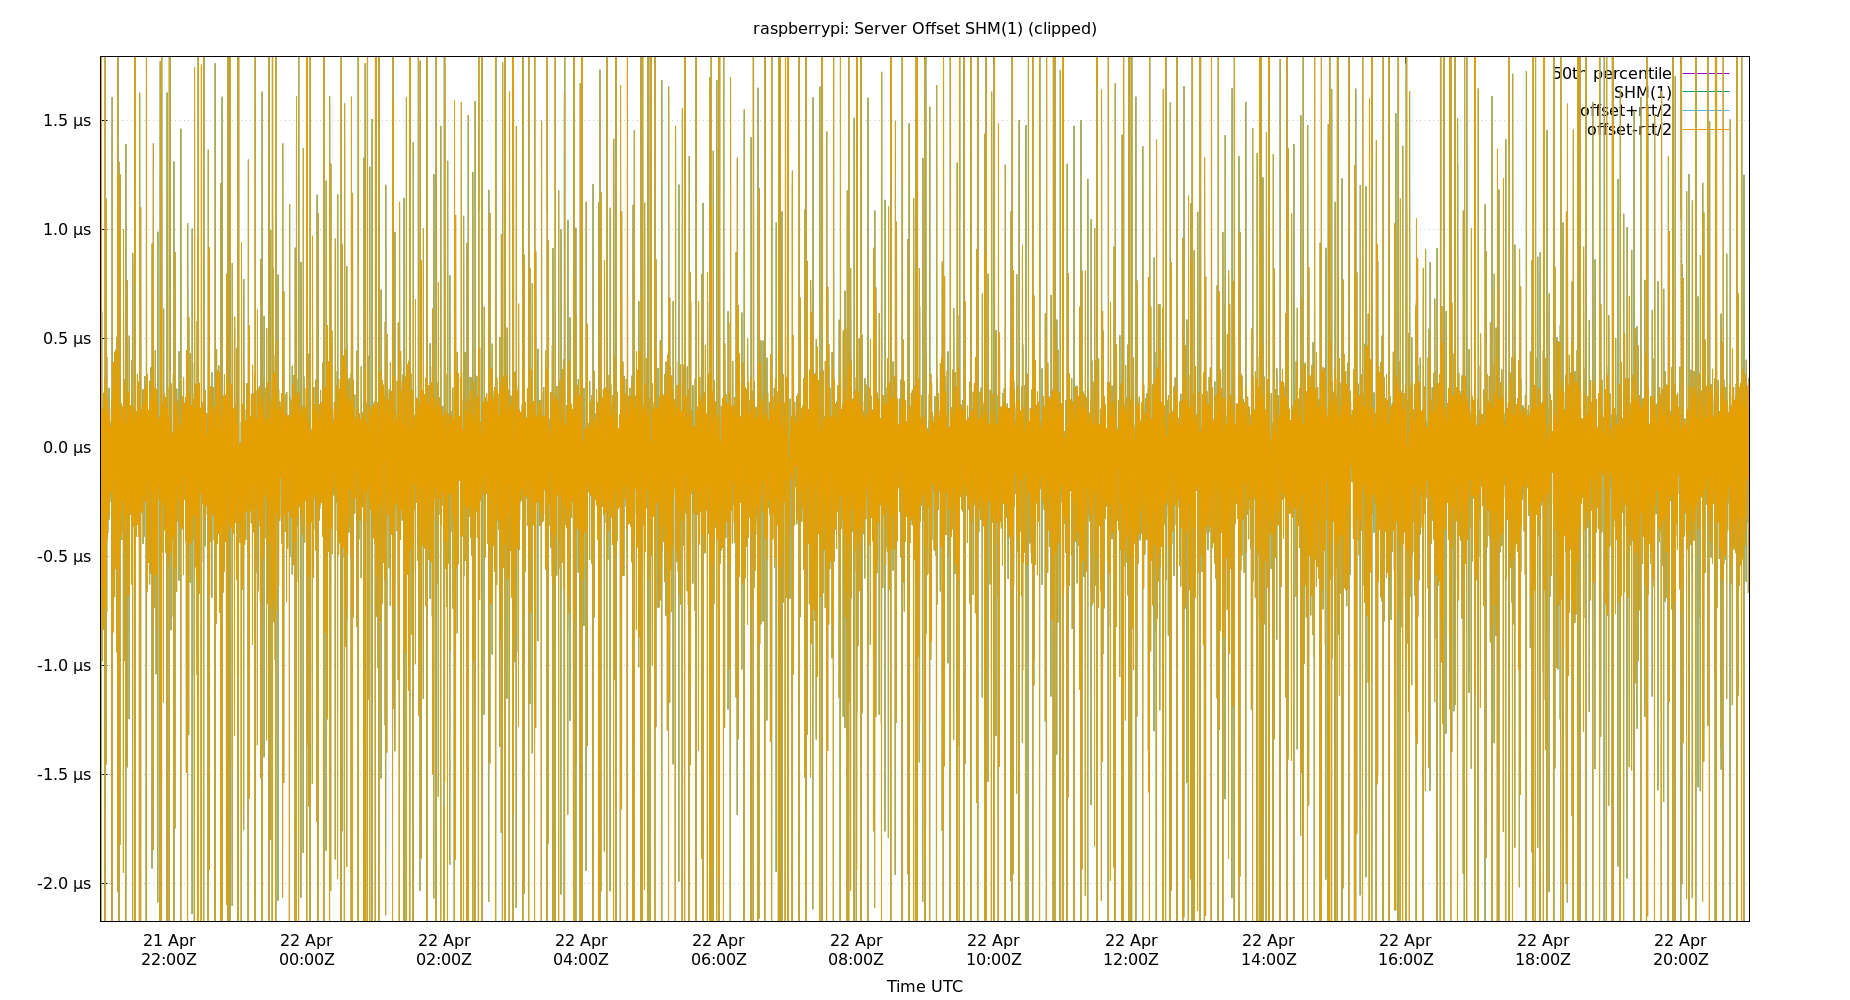 raspberrypi: Server Offset SHM(1) (clipped)
50th percentile
SHM(1)
offset+rtt/2
offset-rtt/2
1.5 μs
1.0 μs
0.5 μs
0.0 μs
-0.5 μs
-1.0 μs
-1.5 μs
-2.0 μs
21 Apr 22 Apr 22 Apr 22 Apr 22 Apr 22 Apr 22 Apr 22 Apr 22 Apr 22 Apr 22 Apr 22 Apr
22:00Z 00:00Z 02:00Z 04:00Z 06:00Z 08:00Z 10:00Z 12:00Z 14:00Z 16:00Z 18:00Z 20:00Z
Time UTC